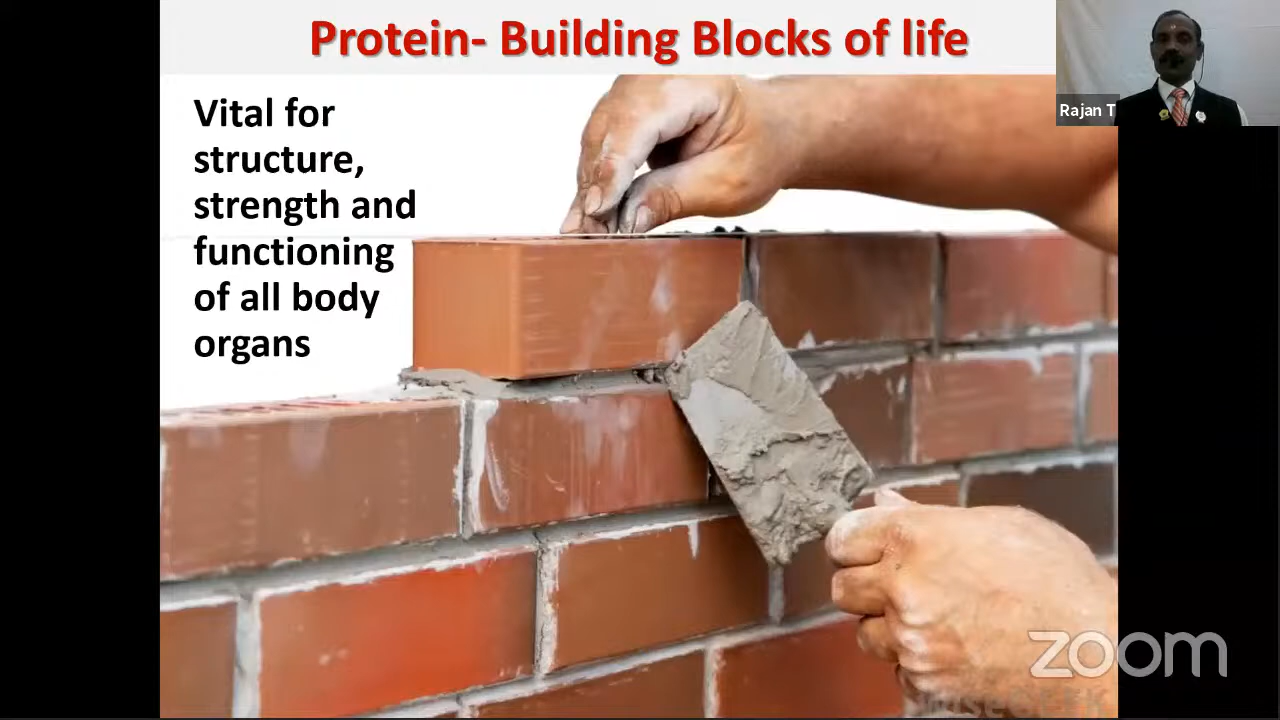 Protein- Building Blocks of life
Vital for
structure,
strength and
functioning
of all body
organs
Rajan T
zoom